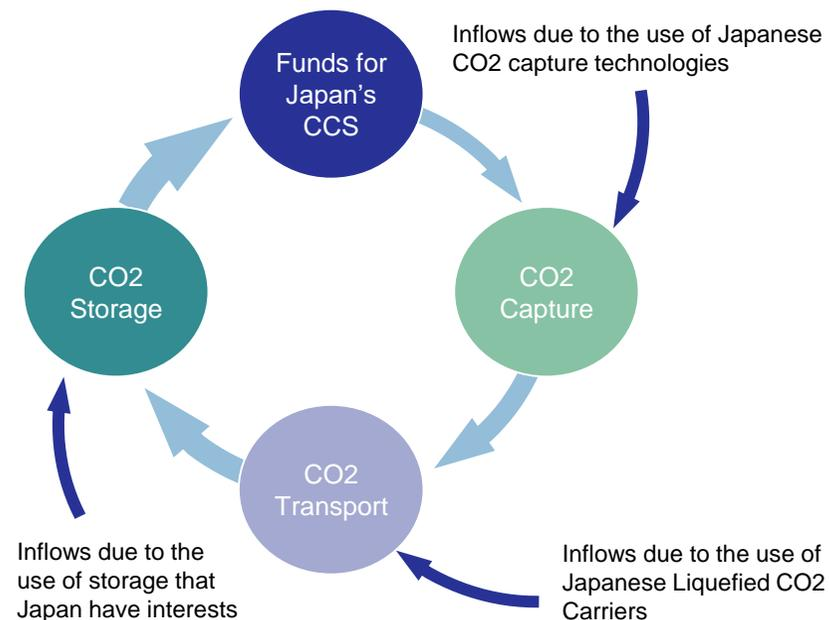 Inflows due to the use of Japanese
CO2 capture technologies
Funds for
Japan's
CCS
CO2
Capture
CO2
Storage
CO2
Transport
Inflows due to the
use of storage that
Japan have interests
Inflows due to the use of
Japanese Liquefied CO2
Carriers